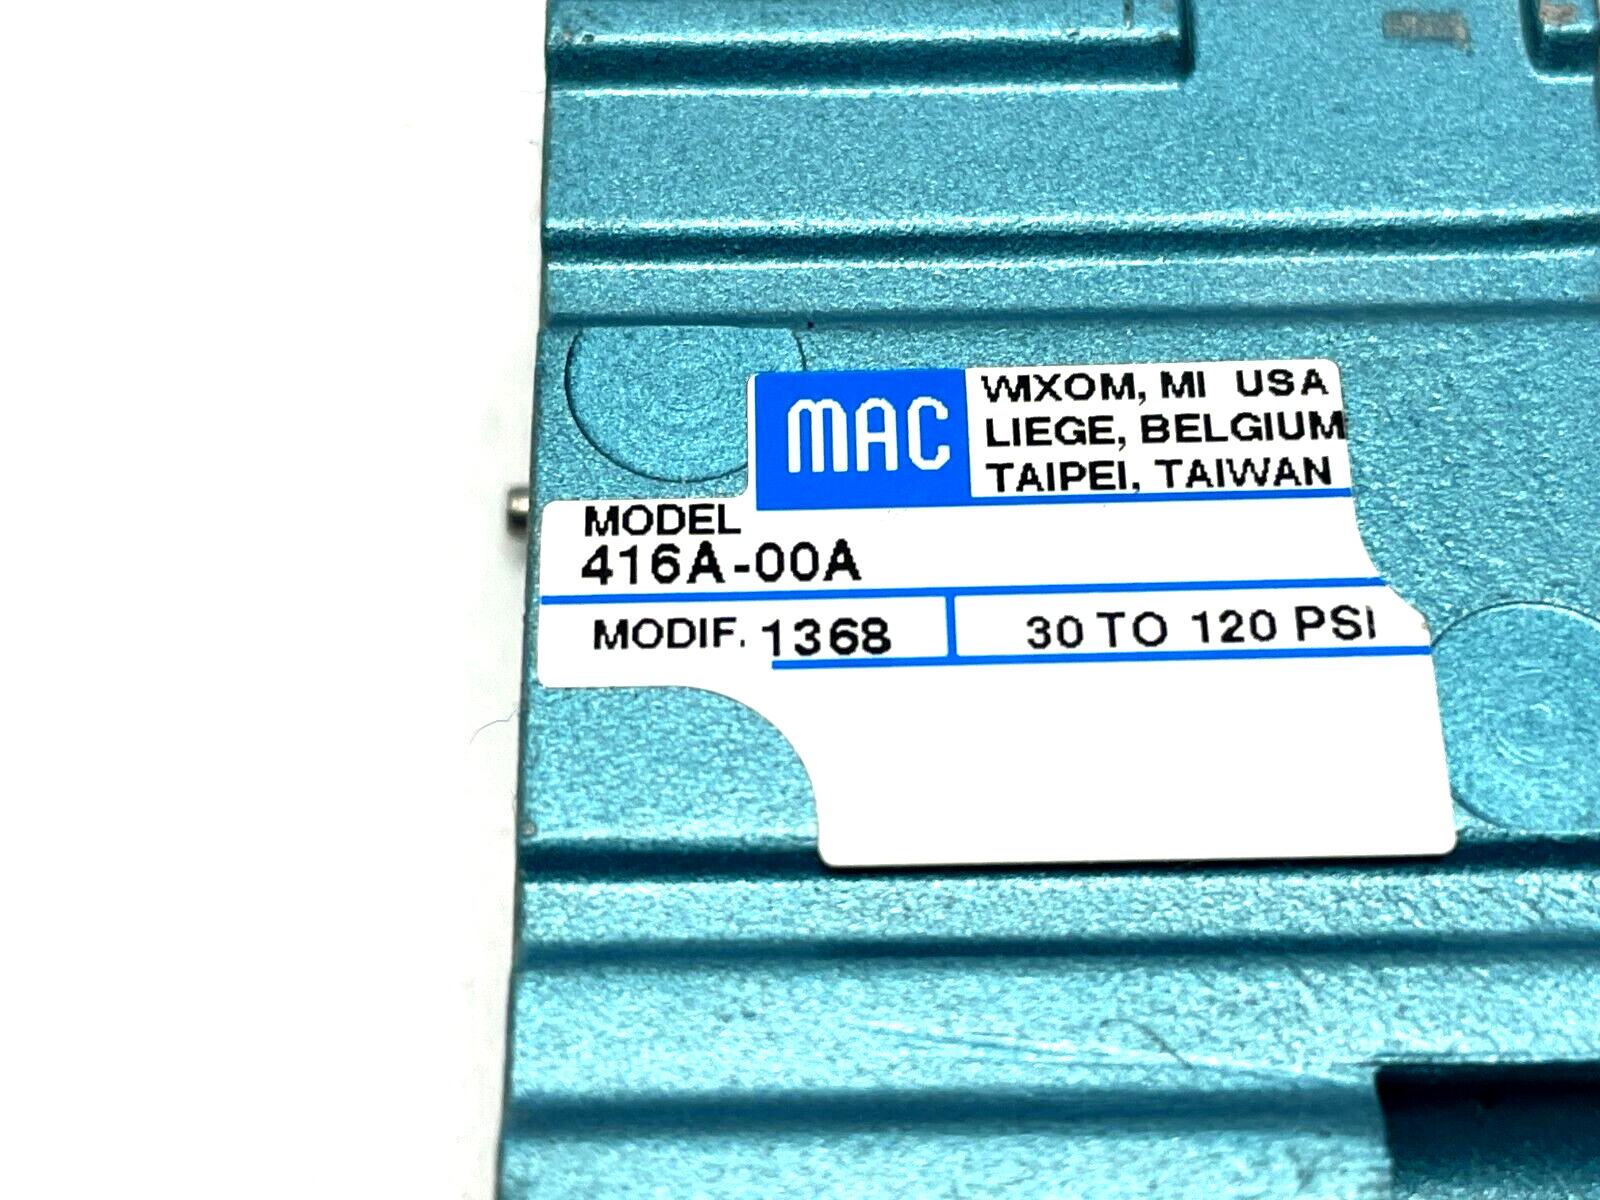 MAC
WIXOM, MI USA
LIEGE, BELGIUM
TAIPEI, TAIWAN
MODEL
416A-00A
MODIF. 1368
30 TO 120 PSI